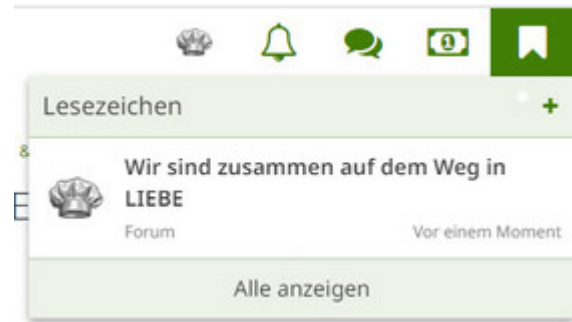 Lesezeichen
Wir sind zusammen auf dem Weg in
LIEBE
Forum Vor einem Moment
Alle anzeigen